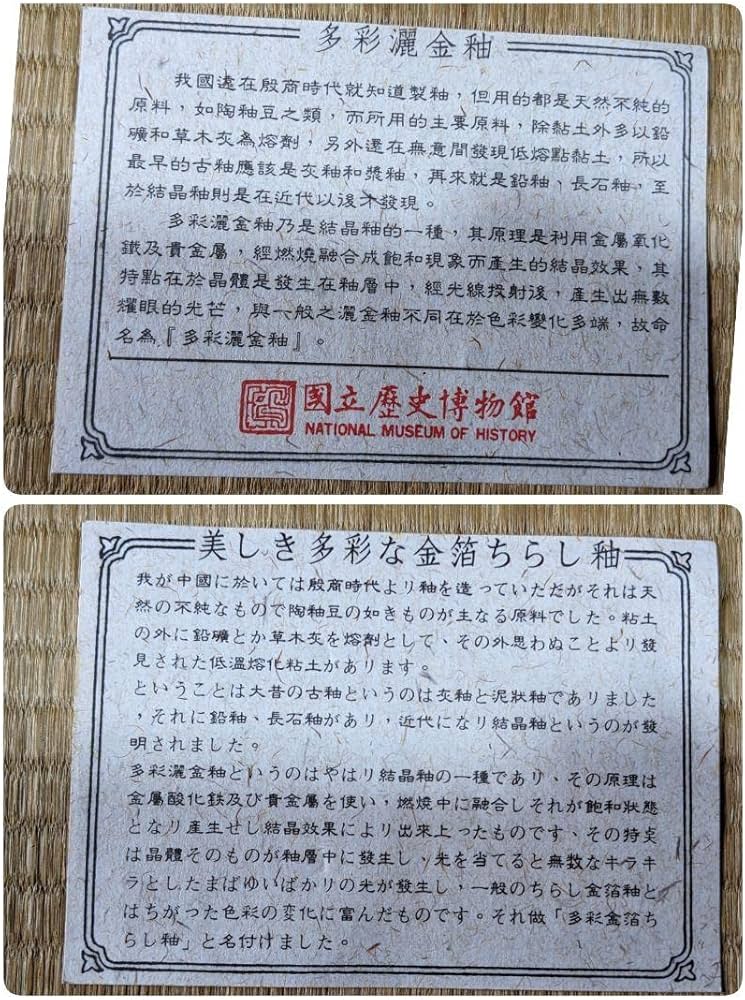 多彩灑金釉
我國遠在殷商時代就知道製釉，但用的都是天然不純的
原料，如陶釉豆之類，而所用的主要原料，除黏土外多以鉛
礦和草木灰為熔劑，另外還在無意間發現低熔點黏土，所以
最早的古釉應該是灰釉和漿釉，再來就是鉛釉、長石釉，至
於結晶釉則是在近代以後才發現。
多彩灑金釉乃是結晶釉的一種，其原理是利用金屬氧化
鐵及貴金屬，經燃燒融合成飽和現象而產生的結晶效果，其
特點在於晶體是發生在釉層中，經光線投射後，產生出無數
耀眼的光芒，與一般之灑金釉不同在於色彩變化多端，故命
名為『多彩灑金釉』。
國立歷史博物館
NATIONAL MUSEUM OF HISTORY
美しき多彩な金箔ちらし釉
我が中國に於いては殷商時代より釉を造っていただがそれは天
然の不純なもので陶釉豆の如きものが主なる原料でした。粘土
の外に鉛礦とか草木灰を熔劑として、その外思わぬことより發
見された低溫熔化粘土があります。
ということは大昔の古釉というのは灰釉と泥狀釉でありました
，それに鉛釉、長石釉があり，近代になり結晶釉というのが發
明されました。
多彩灑金釉というのはやはり結晶釉の一種であり、その原理は
金屬酸化鉄及び貴金屬を使い，燃燒中に融合しそれが飽和狀態
となり產生せし結晶效果により出來上ったものです、その特点
は晶體そのものが釉層中に發生し、光を当てると無数なキラキ
ラとしたまばゆいばかりの光が發生し，一般のちらし金箔釉と
はちがった色彩の変化に富んだものです。それ做「多彩金箔ち
らし釉」と名付けました。